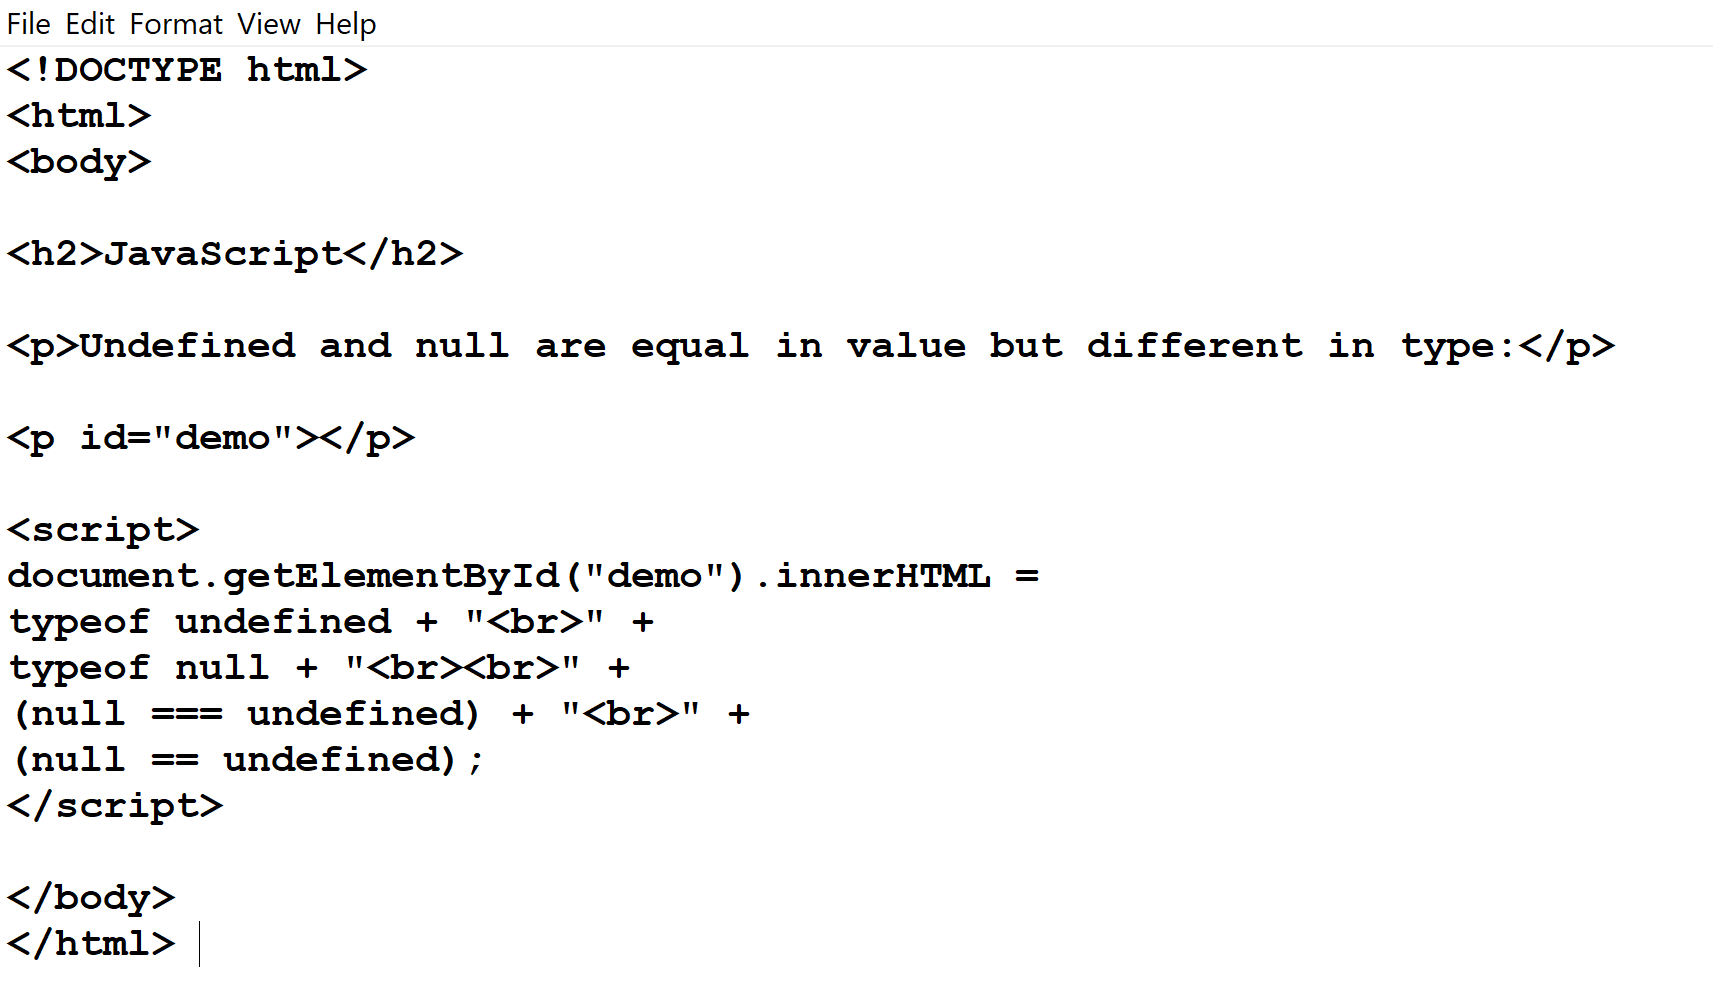 File Edit Format View Help
<!DOCTYPE html>
<html>
<body>
<h2>JavaScript</h2>
<p>Undefined and null are equal in value but different in type:</p>
<p id="demo"></p>
<script>
document.getElementById("demo").innerHTML =
typeof undefined + "<br>" +
typeof null + "<br><br>" +
(null === undefined) + "<br>" +
(null == undefined);
</script>
</body>
</html>